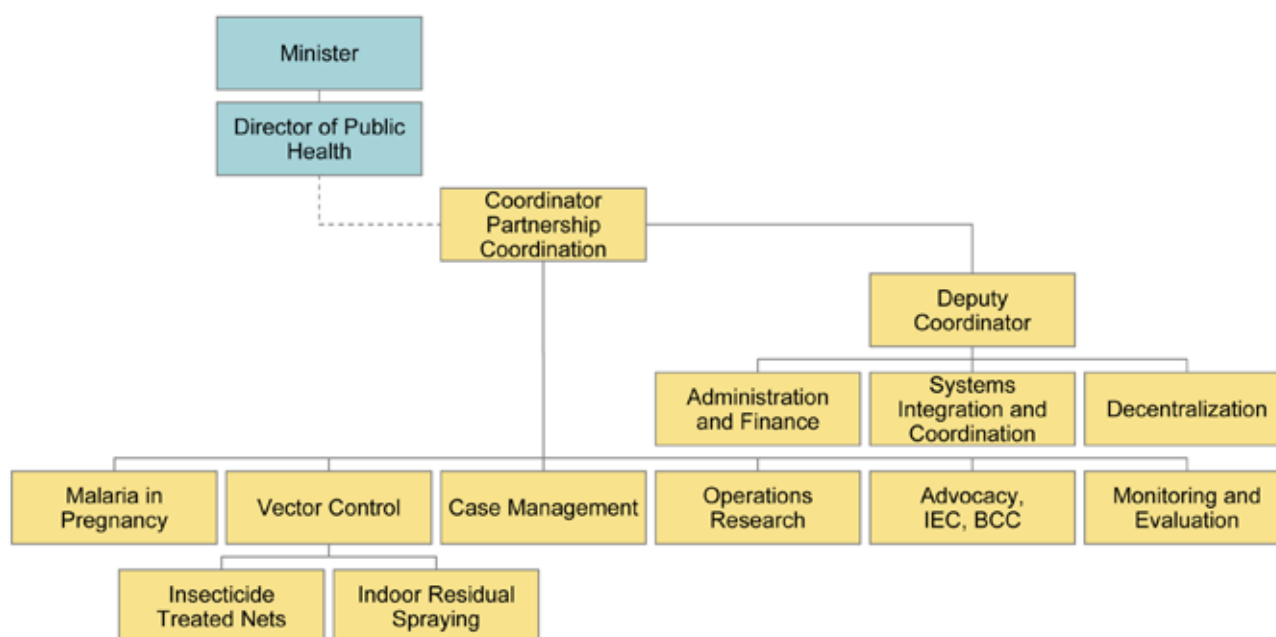 Minister
Director of Public
Health
Coordinator
Partnership
Coordination
Deputy
Coordinator
Administration
and Finance
Systems
Integration and
Coordination
Decentralization
Malaria in
Pregnancy
Vector Control
Case Management
Operations
Research
Advocacy,
IEC, BCC
Monitoring and
Evaluation
Insecticide
Treated Nets
Indoor Residual
Spraying